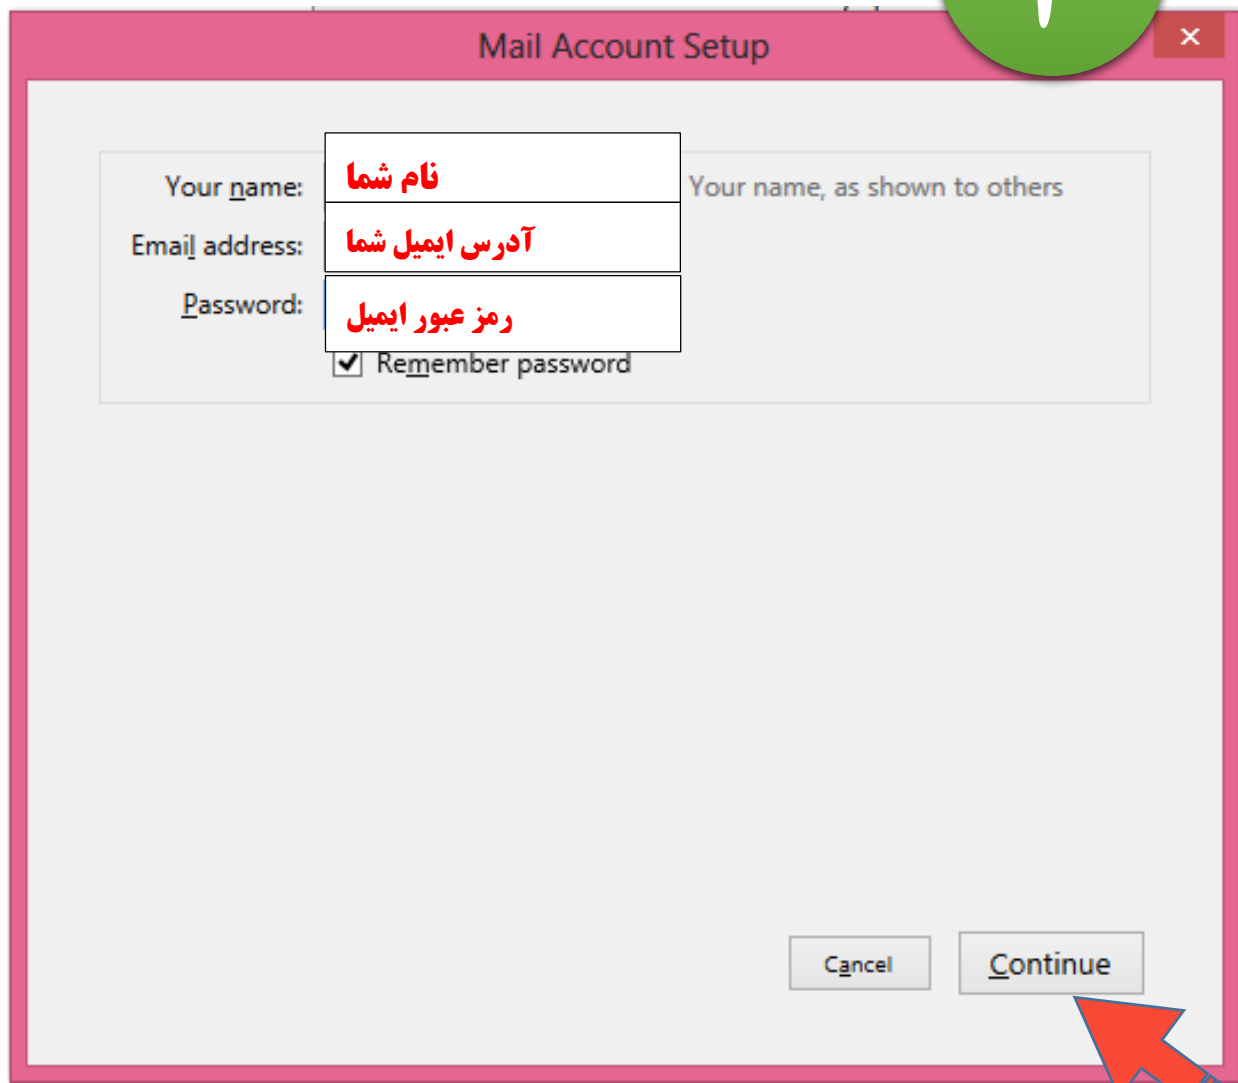 Mail Account Setup
Your name: نام شما Your name, as shown to others
Email address: آدرس ایمیل شما
Password: رمز عبور ایمیل
Remember password
Cancel Continue